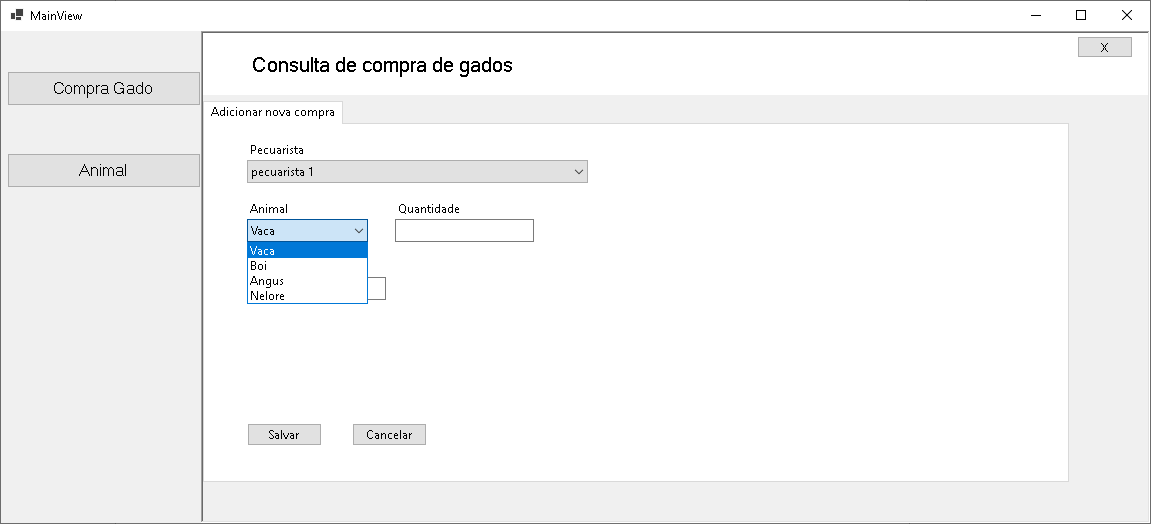 MainView
X
Consulta de compra de gados
Compra Gado
Animal
Adicionar nova compra
Pecuarista
pecuarista 1
Animal Quantidade
Vaca
Vaca
Boi
Angus
Nelore
Salvar Cancelar